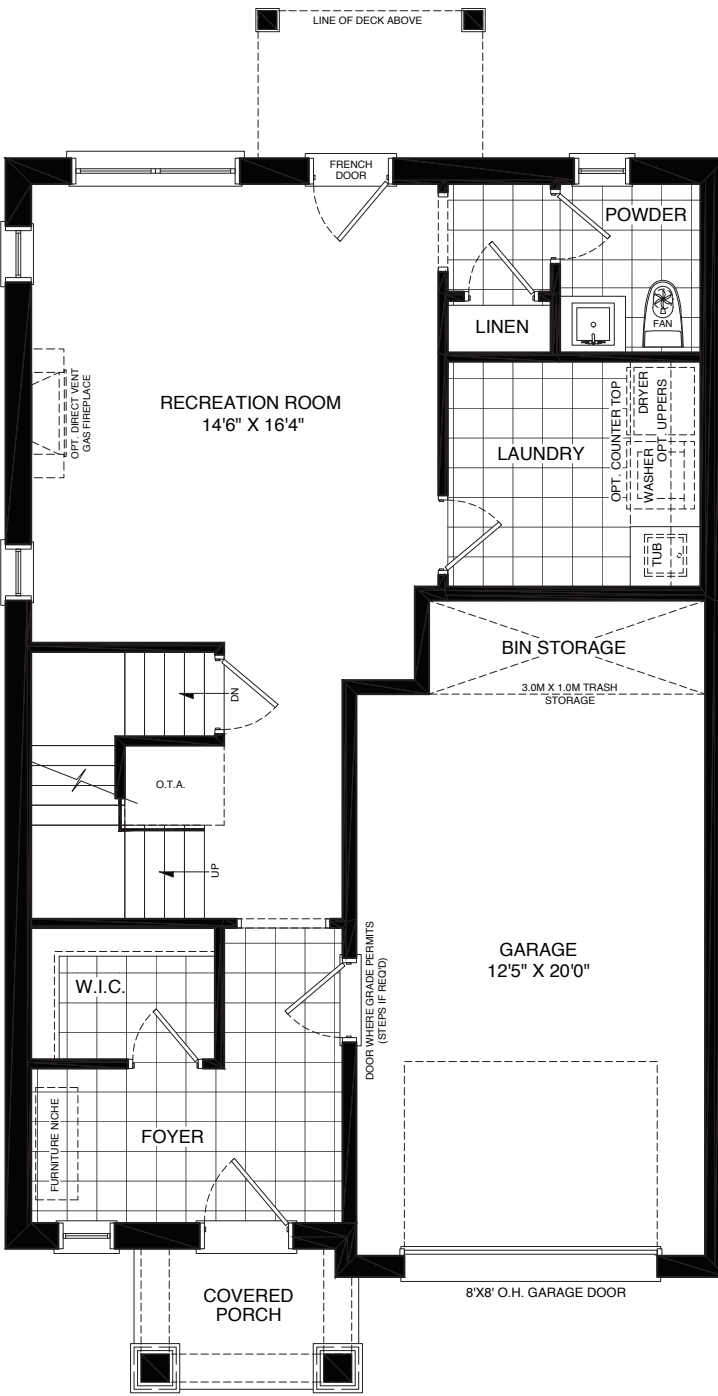 LINE OF DECK ABOVE
FRENCH
DOOR
POWDER
FAN
LINEN
RECREATION ROOM
14'6" X 16'4"
OPT. DIRECT VENT
GAS FIREPLACE
LAUNDRY
OPT. COUNTER TOP
DRYER
WASHER
OPT. UPPERS
TUB
BIN STORAGE
3.0M X 1.0M TRASH
STORAGE
DN
O.T.A.
UP
W.I.C.
DOOR WHERE GRADE PERMITS
(STEPS IF REQ'D)
GARAGE
12'5" X 20'0"
FURNITURE NICHE
FOYER
COVERED
PORCH
8'X8' O.H. GARAGE DOOR